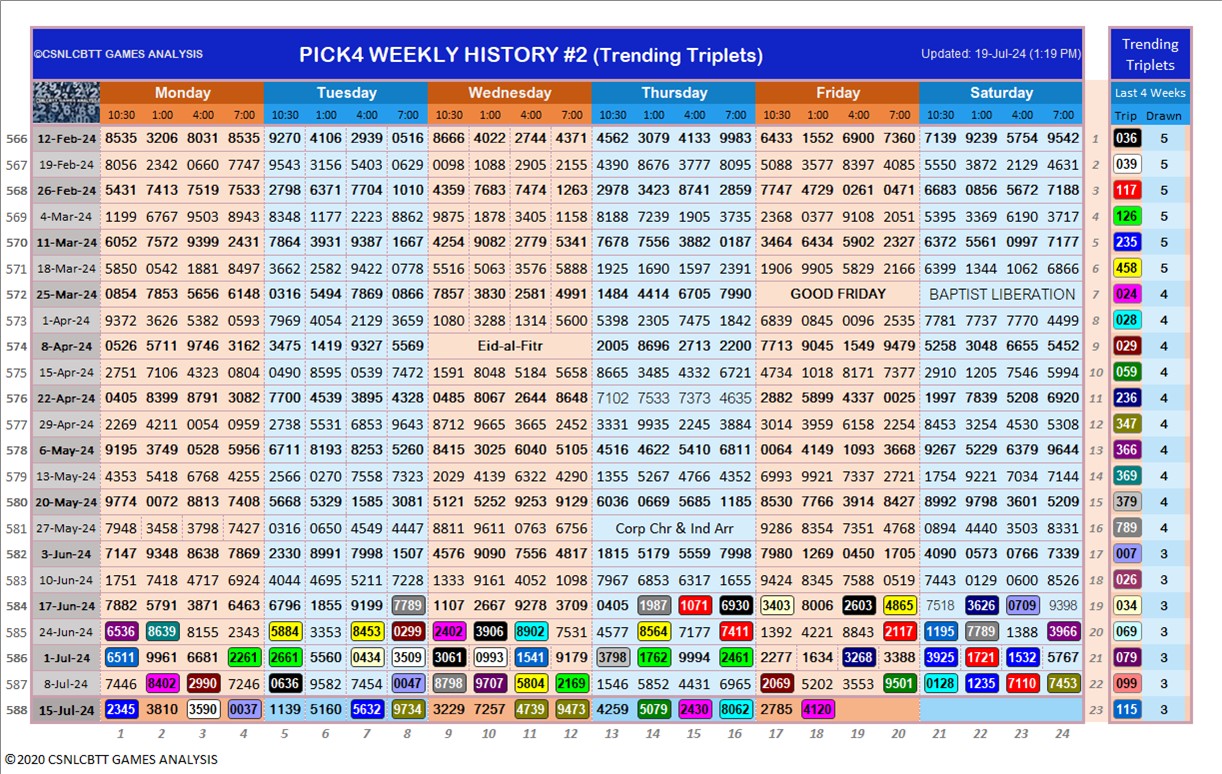 ©CSNLCBTT GAMES ANALYSIS PICK4 WEEKLY HISTORY #2 (Trending Triplets) Updated: 19-Jul-24 (1:19 PM) Trending
Triplets
Monday Tuesday Wednesday Thursday Friday Saturday Last 4 Weeks
10:30 1:00 4:00 7:00 10:30 1:00 4:00 7:00 10:30 1:00 4:00 7:00 10:30 1:00 4:00 7:00 10:30 1:00 4:00 7:00 10:30 1:00 4:00 7:00 Trip Drawn
566 12-Feb-24 8535 3206 8031 8535 9270 4106 2939 0516 8666 4022 2744 4371 4562 3079 4133 9983 6433 1552 6900 7360 7139 9239 5754 9542 1 036 5
567 19-Feb-24 8056 2342 0660 7747 9543 3156 5403 0629 0098 1088 2905 2155 4390 8676 3777 8095 5088 3577 8397 4085 5550 3872 2129 4631 2 039 5
568 26-Feb-24 5431 7413 7519 7533 2798 6371 7704 1010 4359 7683 7474 1263 2978 3423 8741 2859 7747 4729 0261 0471 6683 0856 5672 7188 3 117 5
569 4-Mar-24 1199 6767 9503 8943 8348 1177 2223 8862 9875 1878 3405 1158 8188 7239 1905 3735 2368 0377 9108 2051 5395 3369 6190 3717 4 126 5
570 11-Mar-24 6052 7572 9399 2431 7864 3931 9387 1667 4254 9082 2779 5341 7678 7556 3882 0187 3464 6434 5902 2327 6372 5561 0997 7177 5 235 5
571 18-Mar-24 5850 0542 1881 8497 3662 2582 9422 0778 5516 5063 3576 5888 1925 1690 1597 2391 1906 9905 5829 2166 6399 1344 1062 6866 6 458 5
572 25-Mar-24 0854 7853 5656 6148 0316 5494 7869 0866 0857 3830 2581 4991 1484 4414 6705 7990 GOOD FRIDAY BAPTIST LIBERATION 7 024 4
573 1-Apr-24 9372 3626 5382 0593 7969 4054 2129 3659 1080 3288 1314 5600 5398 2305 7475 1842 6839 0845 0096 2535 7781 7737 7770 4499 8 028 4
574 8-Apr-24 0526 5711 9746 3162 3475 1419 9327 5569 Eid-al-Fitr 2005 8696 2713 2200 7713 9045 1549 9479 5258 3048 6655 5452 9 029 4
575 15-Apr-24 2751 7106 4323 0804 0490 8595 0539 7472 1591 8048 5184 5658 8665 3485 4332 6721 4734 1018 8171 7377 2910 1205 7546 5994 10 059 4
576 22-Apr-24 0405 8399 8791 3082 7700 4539 3895 4328 0485 8067 2644 8648 7102 7533 7373 4635 2882 5899 4337 0025 1997 7839 5208 6920 11 236 4
577 29-Apr-24 2269 4211 0054 0959 2738 5531 6853 9643 8712 9665 3665 2452 3331 9935 2245 3884 3014 3959 6158 2254 8453 3254 4530 5308 12 347 4
578 6-May-24 9195 3749 0528 5956 6711 8193 8253 5263 8415 3025 6040 5105 4516 4622 5410 6811 0064 4149 1093 3668 9267 5229 6379 9644 13 366 4
579 13-May-24 4353 5418 6768 4255 2566 0270 7558 7323 9029 4139 6322 4290 1355 5267 4766 4152 6993 9921 7337 2721 1754 9221 7034 7144 14 369 4
580 20-May-24 9774 0072 8813 7408 5668 5329 1585 3081 5121 5252 9253 9129 6036 0669 5685 1185 8530 7766 3914 8427 8992 9798 3601 5209 15 379 4
581 27-May-24 7948 3458 3798 7427 0316 0650 4549 4447 8811 9611 0763 6756 Corp Chr & Ind Arr 9286 8354 7351 4768 0894 4440 3503 8331 16 789 4
582 3-Jun-24 7147 9348 8638 7869 2330 8991 7998 1507 4576 9090 7556 4817 1815 5179 5559 7998 7980 1269 0450 1705 4090 0573 0766 7339 17 007 3
583 10-Jun-24 1751 7418 4717 6924 4044 4695 5211 7228 1333 9161 4052 1098 7967 6853 6317 1655 9424 8345 7588 0519 7443 0129 0600 8526 18 026 3
584 17-Jun-24 7882 5791 3871 6463 6796 1855 9199 7789 1107 2667 9278 3709 0405 1987 1071 6930 3403 8006 2603 4865 7518 3626 0709 9398 19 034 3
585 24-Jun-24 6536 8639 8155 2343 5884 3353 8453 0299 2402 3906 8902 7531 4577 8564 7177 7411 1392 4221 8843 2117 1195 7789 1388 3966 20 069 3
586 1-Jul-24 6511 9961 6681 2261 2661 5560 0434 3509 3061 0993 1541 9179 3798 1762 9994 2461 2277 1634 3268 3388 3925 1721 1532 5767 21 079 3
587 8-Jul-24 7446 8402 2990 7246 0636 9582 7454 0047 8798 9707 5804 2169 1546 5852 4431 6965 2069 5202 3553 9501 0128 1235 7110 7453 22 099 3
588 15-Jul-24 2345 3810 3590 0037 1139 5160 5632 9734 3229 7257 4739 9473 4259 5079 2430 8062 2785 4120 23 115 3
1 2 3 4 5 6 7 8 9 10 11 12 13 14 15 16 17 18 19 20 21 22 23 24
©2020 CSNLCBTT GAMES ANALYSIS